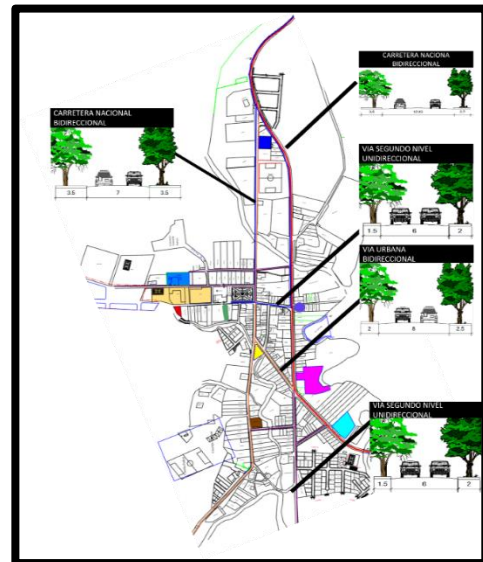 CARRETERA NACIONA
BIDIRECCIONAL
CARRETERA NACIONAL
BIDIRECCIONAL
3.5 7 3.5
VIA SEGUNDO NIVEL
UNIDIRECCIONAL
1.5 6 2
VIA URBANA
BIDIRECCIONAL
2 8 2.5
VIA SEGUNDO NIVEL
UNIDIRECCIONAL
1.5 6 2